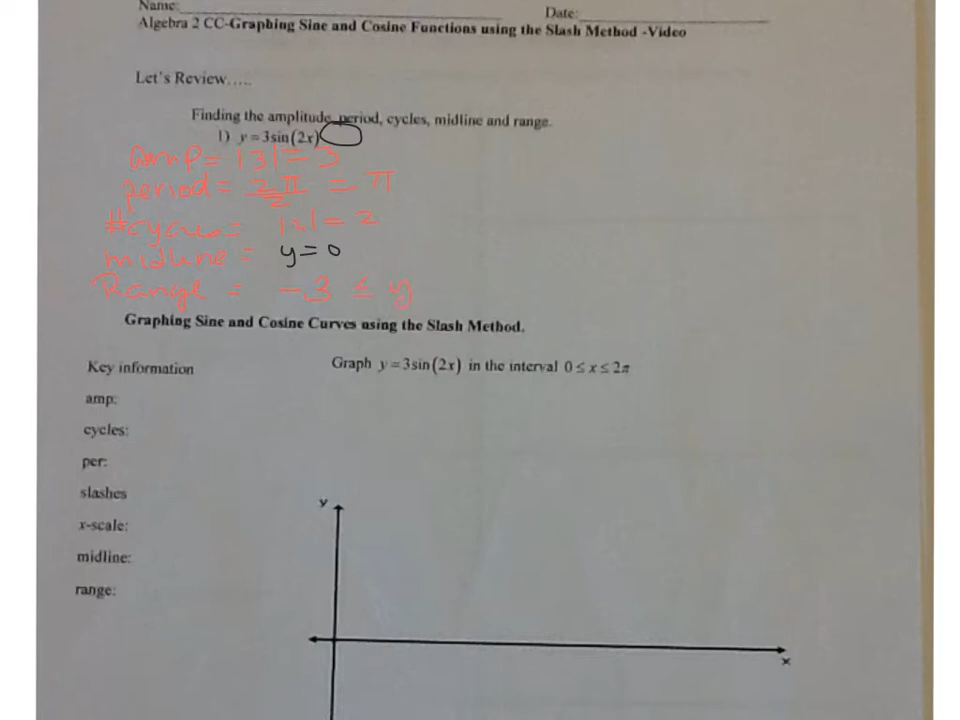 Name: Date:
Algebra 2 CC-Graphing Sine and Cosine Functions using the Slash Method -Video
Let's Review.....
Finding the amplitude, period, cycles, midline and range.
1) y = 3sin(2x)
amp = |3| = 3
period = 2π/2 = π
#cycles = |2| = 2
midline = y = 0
Range = -3 ≤ y
Graphing Sine and Cosine Curves using the Slash Method.
Key information
Graph y = 3sin(2x) in the interval 0 ≤ x ≤ 2π
amp:
cycles:
per:
slashes
x-scale:
midline:
range:
y
x